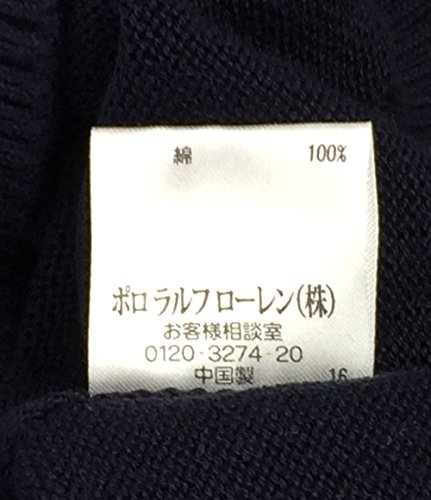 綿 100%
ポロ ラルフ ローレン(株)
お客様相談室
0120-3274-20
中国製 16